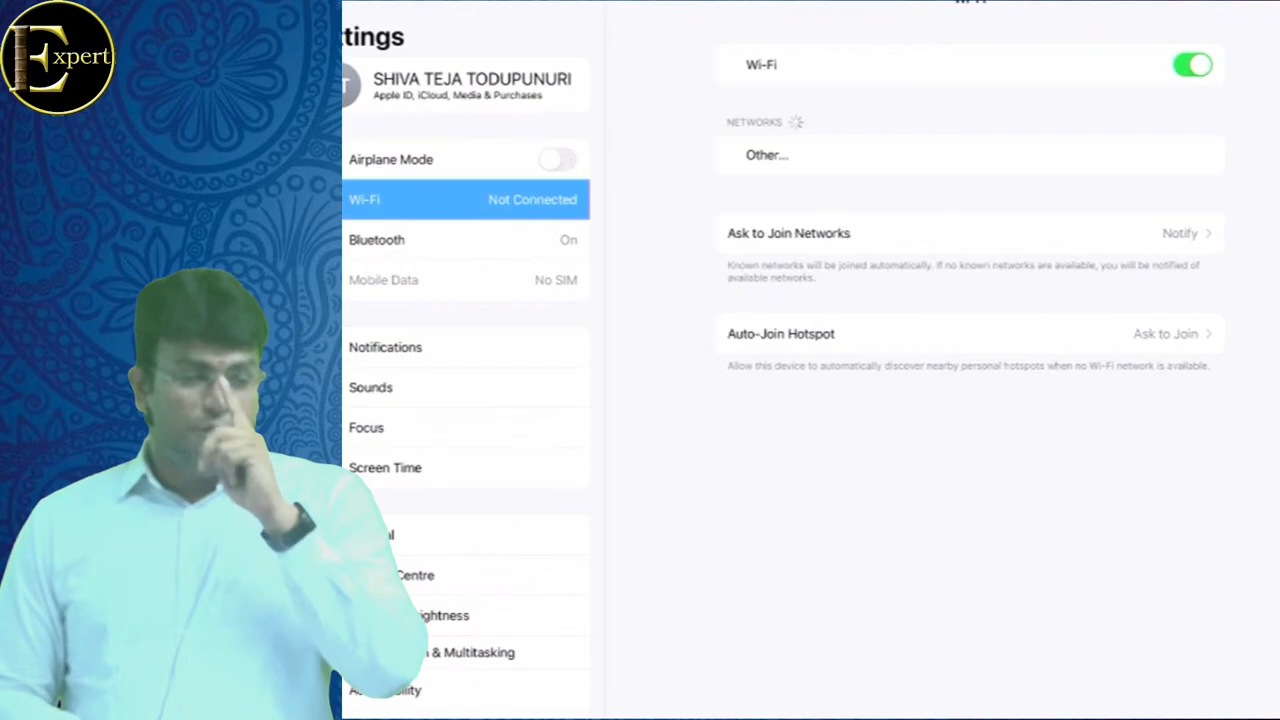 Expert
ttings
T
SHIVA TEJA TODUPUNURI
Apple ID, iCloud, Media & Purchases
Airplane Mode
Wi-Fi Not Connected
Bluetooth On
Mobile Data No SIM
Notifications
Sounds
Focus
Screen Time
Centre
& Multitasking
Wi-Fi
NETWORKS
Other...
Ask to Join Networks Notify
Known networks will be joined automatically. If no known networks are available, you will be notified of
available networks.
Auto-Join Hotspot Ask to Join
Allow this device to automatically discover nearby personal hotspots when no Wi-Fi network is available.